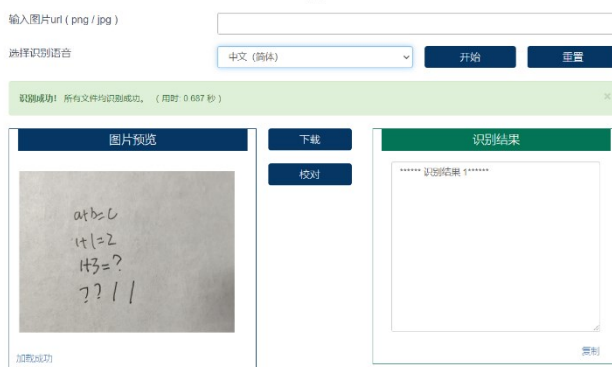 输入图片url ( png / jpg )
选择识别语言
中文 (简体)
开始
重置
识别成功! 所有文件均识别成功。 ( 用时: 0.687 秒 )
×
图片预览
下载
识别结果
校对
****** 识别结果 1******
a+b=c
1+1=2
1+3=?
??11
加载成功
复制